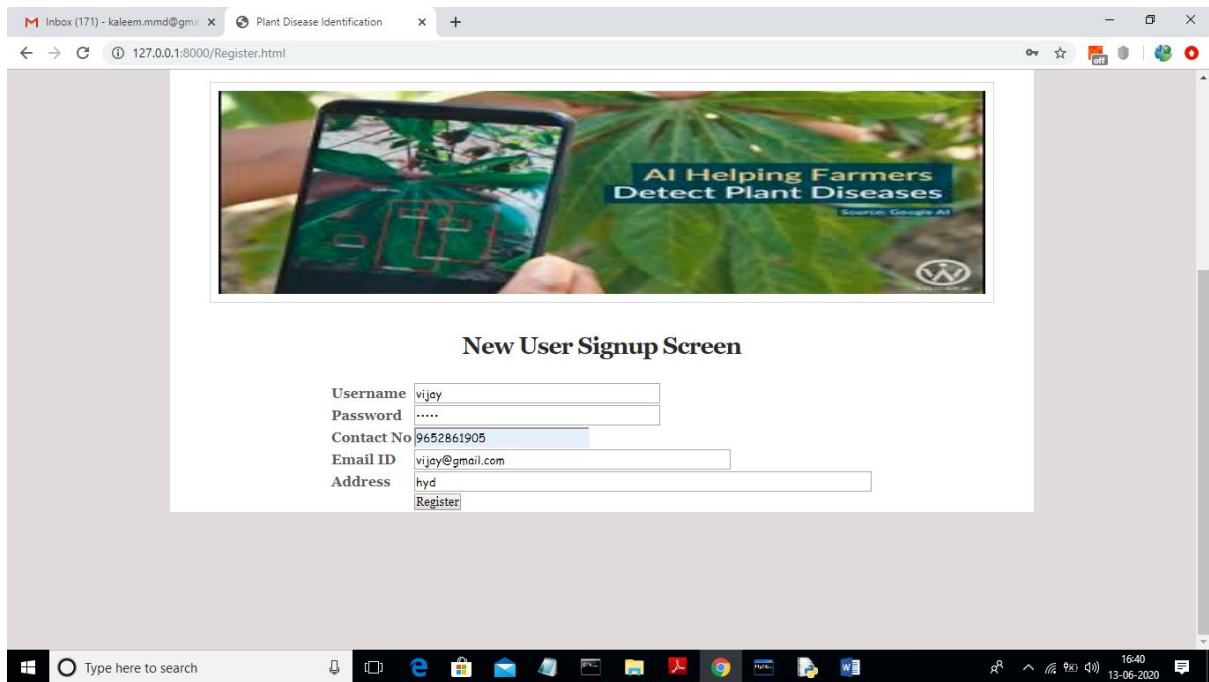 Inbox (171) - kaleem.mmd@gma
Plant Disease Identification
127.0.0.1:8000/Register.html
off
AI Helping Farmers
Detect Plant Diseases
Source: Google AI
New User Signup Screen
Username vijay
Password •••••
Contact No 9652861905
Email ID vijay@gmail.com
Address hyd
Register
Type here to search
16:40
13-06-2020